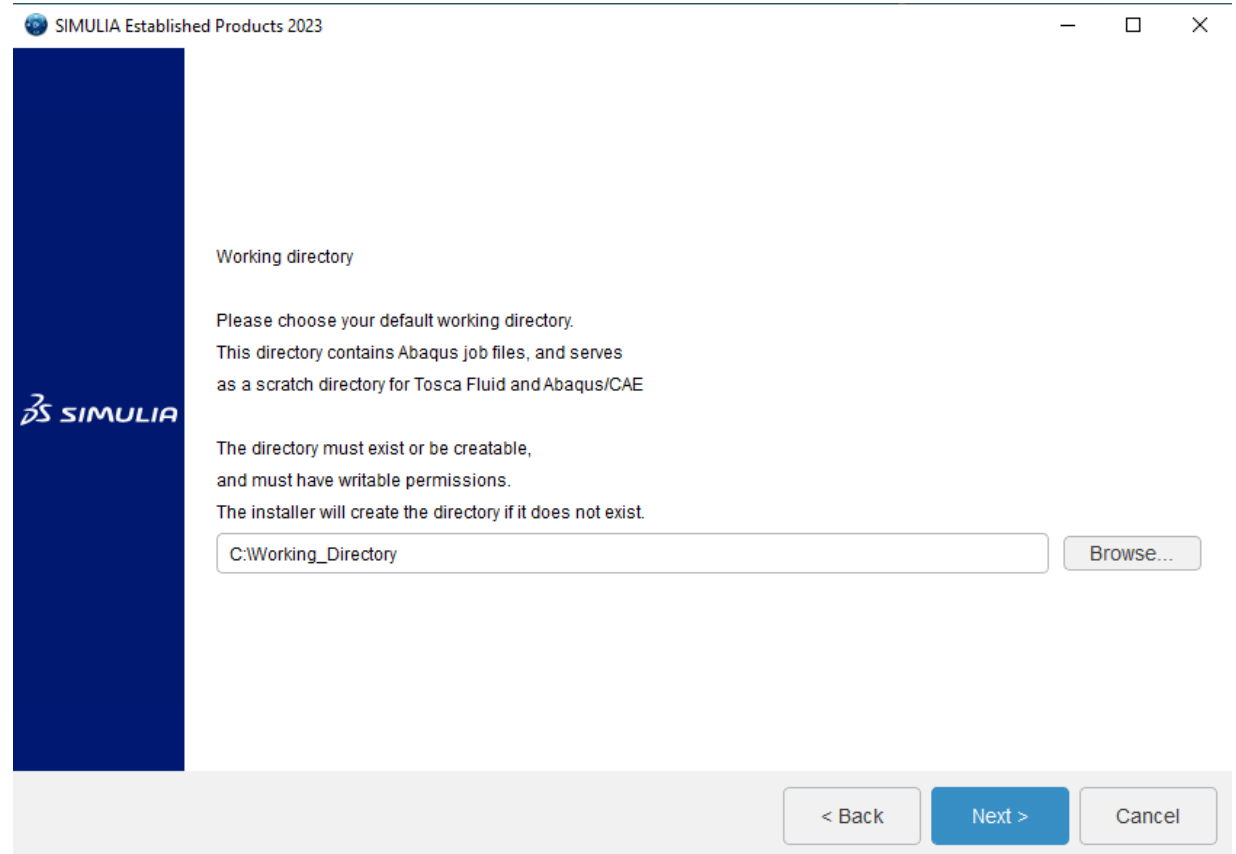 SIMULIA Established Products 2023
Working directory
Please choose your default working directory.
This directory contains Abaqus job files, and serves
as a scratch directory for Tosca Fluid and Abaqus/CAE
The directory must exist or be creatable,
and must have writable permissions.
The installer will create the directory if it does not exist.
C:\Working_Directory
Browse...
3DS SIMULIA
< Back
Next >
Cancel